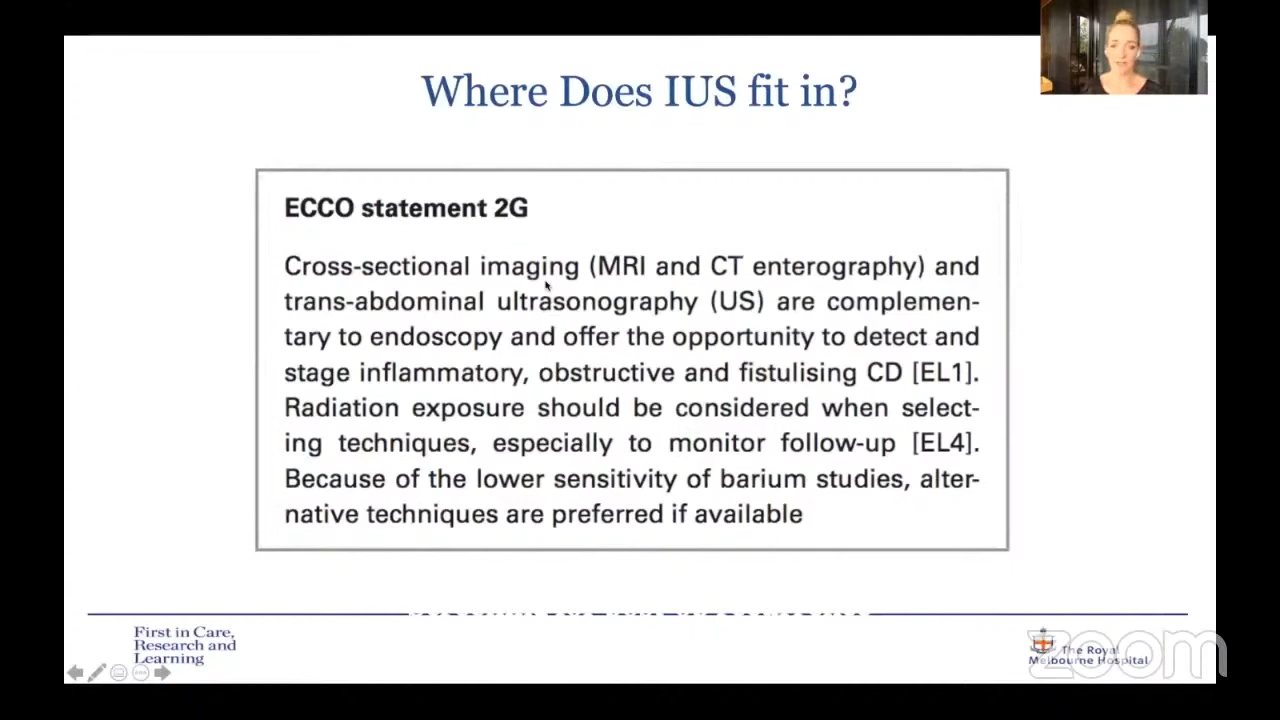 Where Does IUS fit in?
ECCO statement 2G
Cross-sectional imaging (MRI and CT enterography) and
trans-abdominal ultrasonography (US) are complemen-
tary to endoscopy and offer the opportunity to detect and
stage inflammatory, obstructive and fistulising CD [EL1].
Radiation exposure should be considered when select-
ing techniques, especially to monitor follow-up [EL4].
Because of the lower sensitivity of barium studies, alter-
native techniques are preferred if available
First in Care,
Research and
Learning
The Royal
Melbourne Hospital
zoom